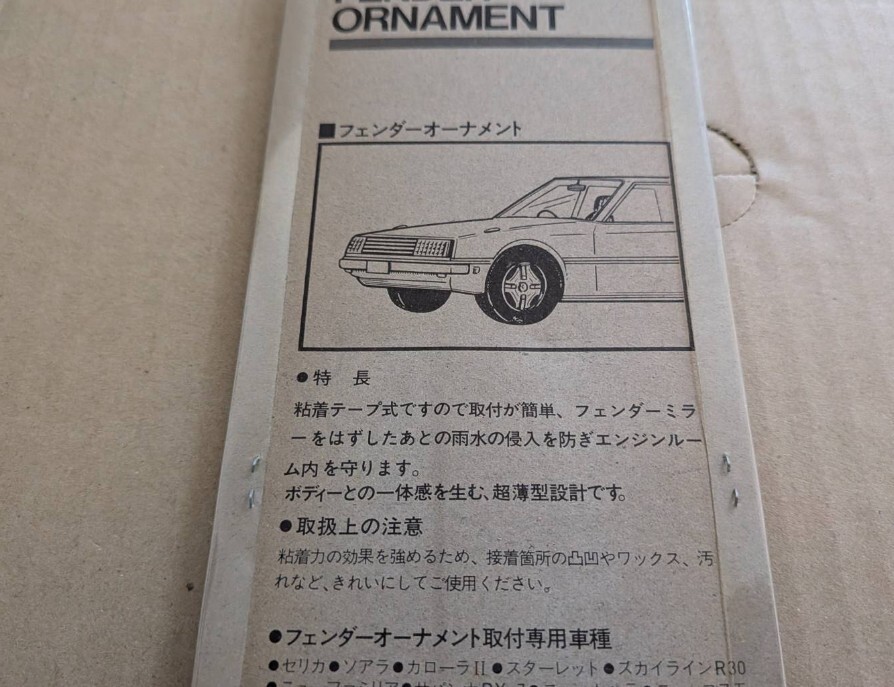 ORNAMENT
■フェンダーオーナメント
●特 長
粘着テープ式ですので取付が簡単、フェンダーミラ
ーをはずしたあとの雨水の侵入を防ぎエンジンルー
ム内を守ります。
ボディーとの一体感を生む、超薄型設計です。
●取扱上の注意
粘着力の効果を強めるため、接着箇所の凸凹やワックス、汚
れなど、きれいにしてご使用ください。
●フェンダーオーナメント取付専用車種
●セリカ●ソアラ●カローラII●スターレット●スカイラインR30